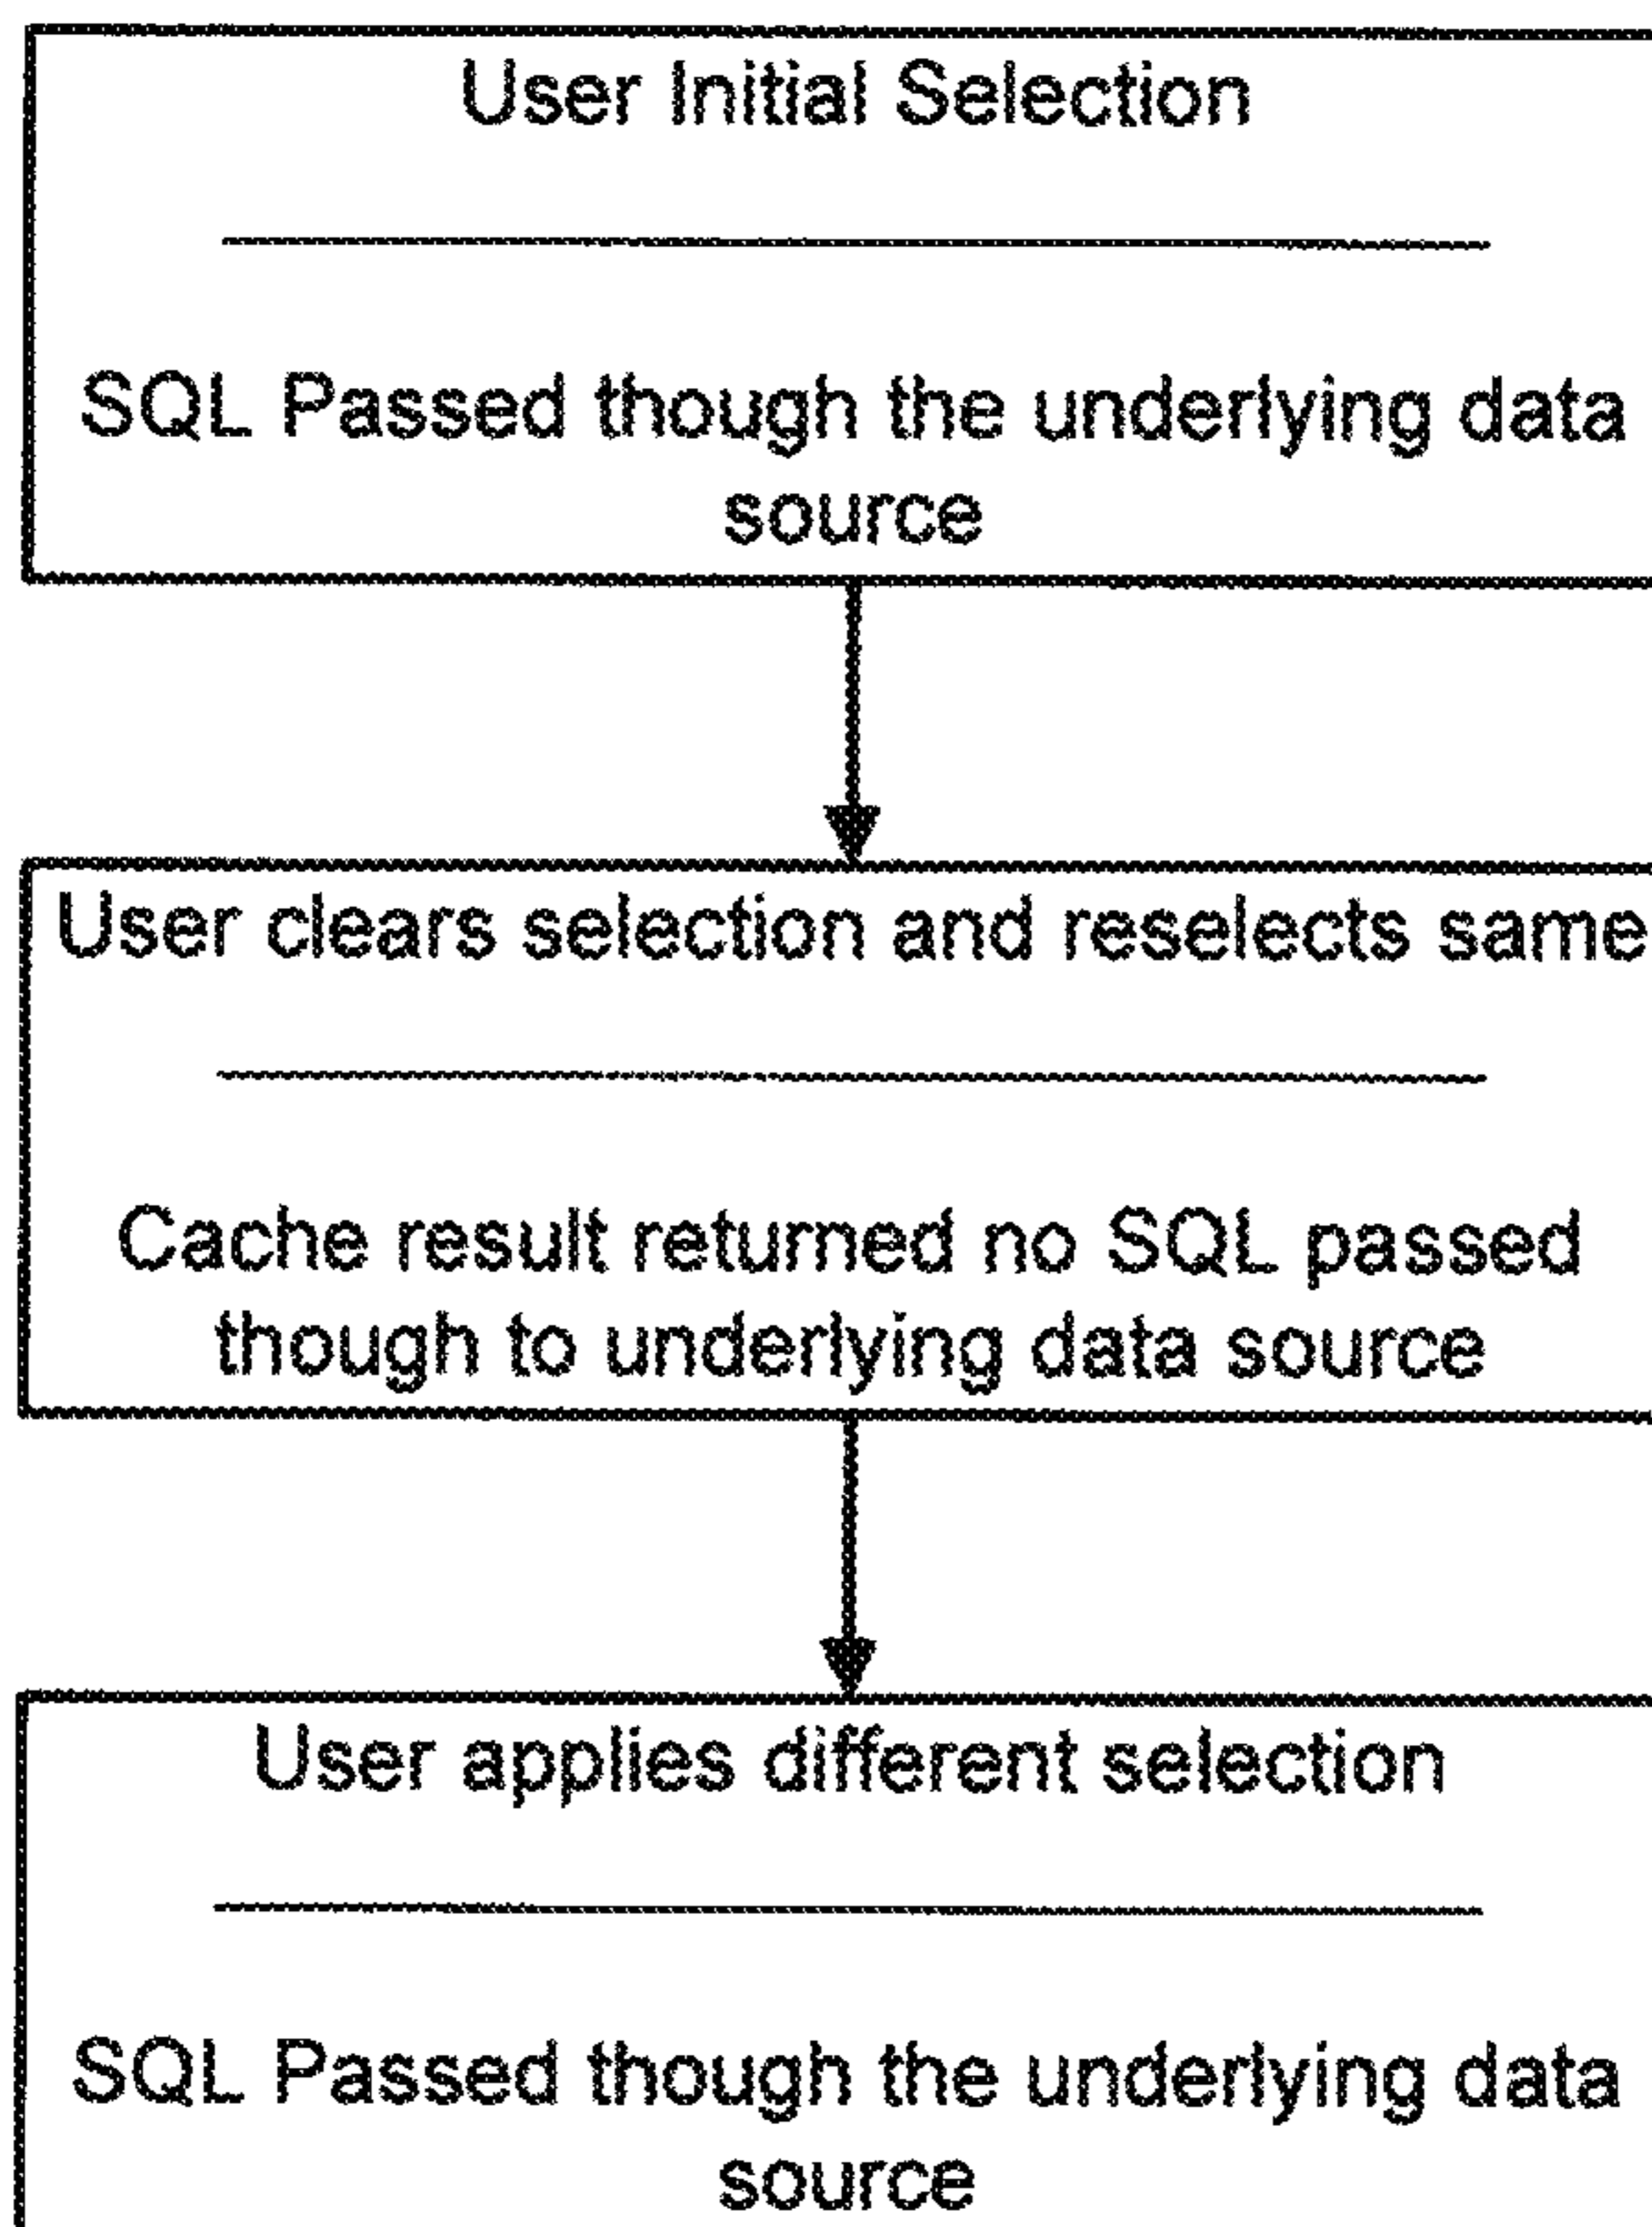 User Initial Selection
SQL Passed though the underlying data
source
User clears selection and reselects same
Cache result returned no SQL passed
though to underlying data source
User applies different selection
SQL Passed though the underlying data
source